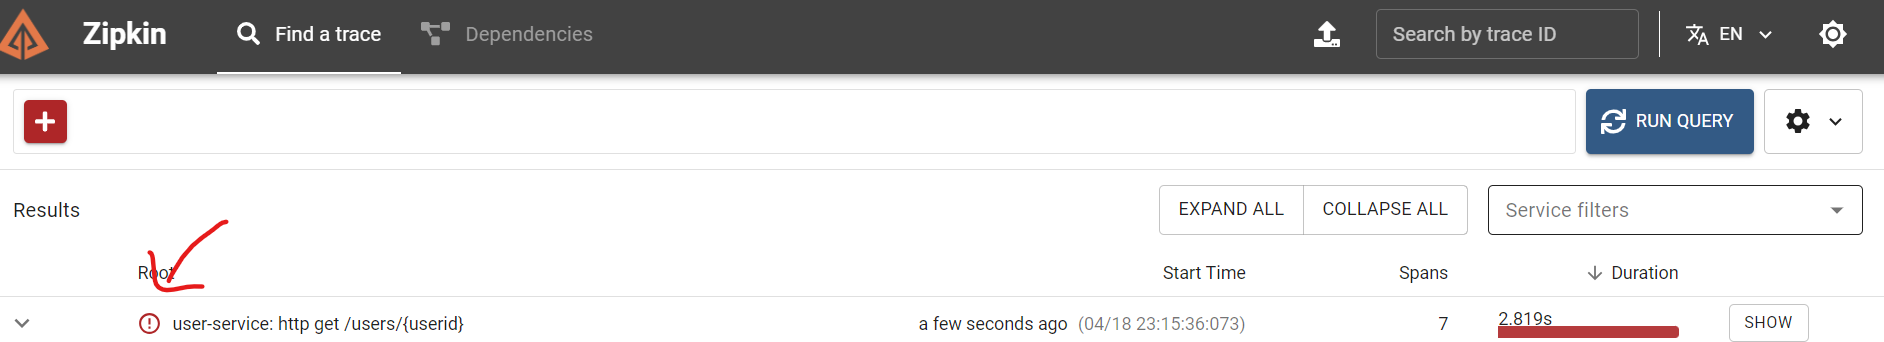 Zipkin Find a trace Dependencies Search by trace ID EN
RUN QUERY
Results EXPAND ALL COLLAPSE ALL Service filters
Root Start Time Spans Duration
user-service: http get /users/{userid} a few seconds ago (04/18 23:15:36:073) 7 2.819s SHOW